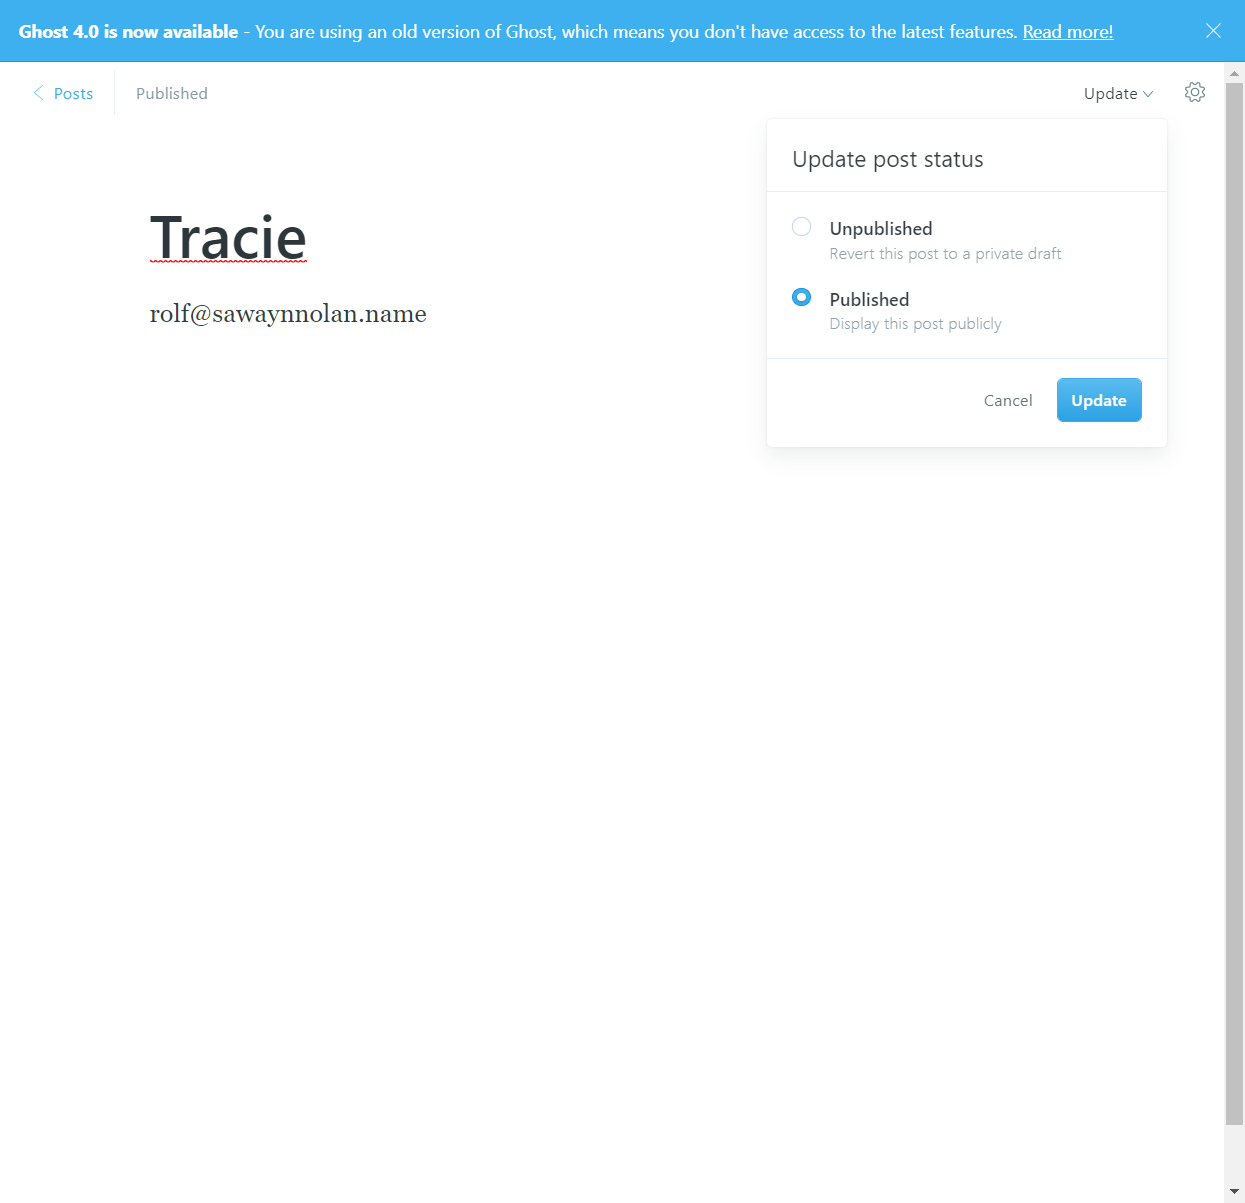 Ghost 4.0 is now available - You are using an old version of Ghost, which means you don't have access to the latest features. Read more!
Posts
Published
Update
Update post status
Tracie
Unpublished
Revert this post to a private draft
Published
Display this post publicly
rolf@sawaynnolan.name
Cancel
Update